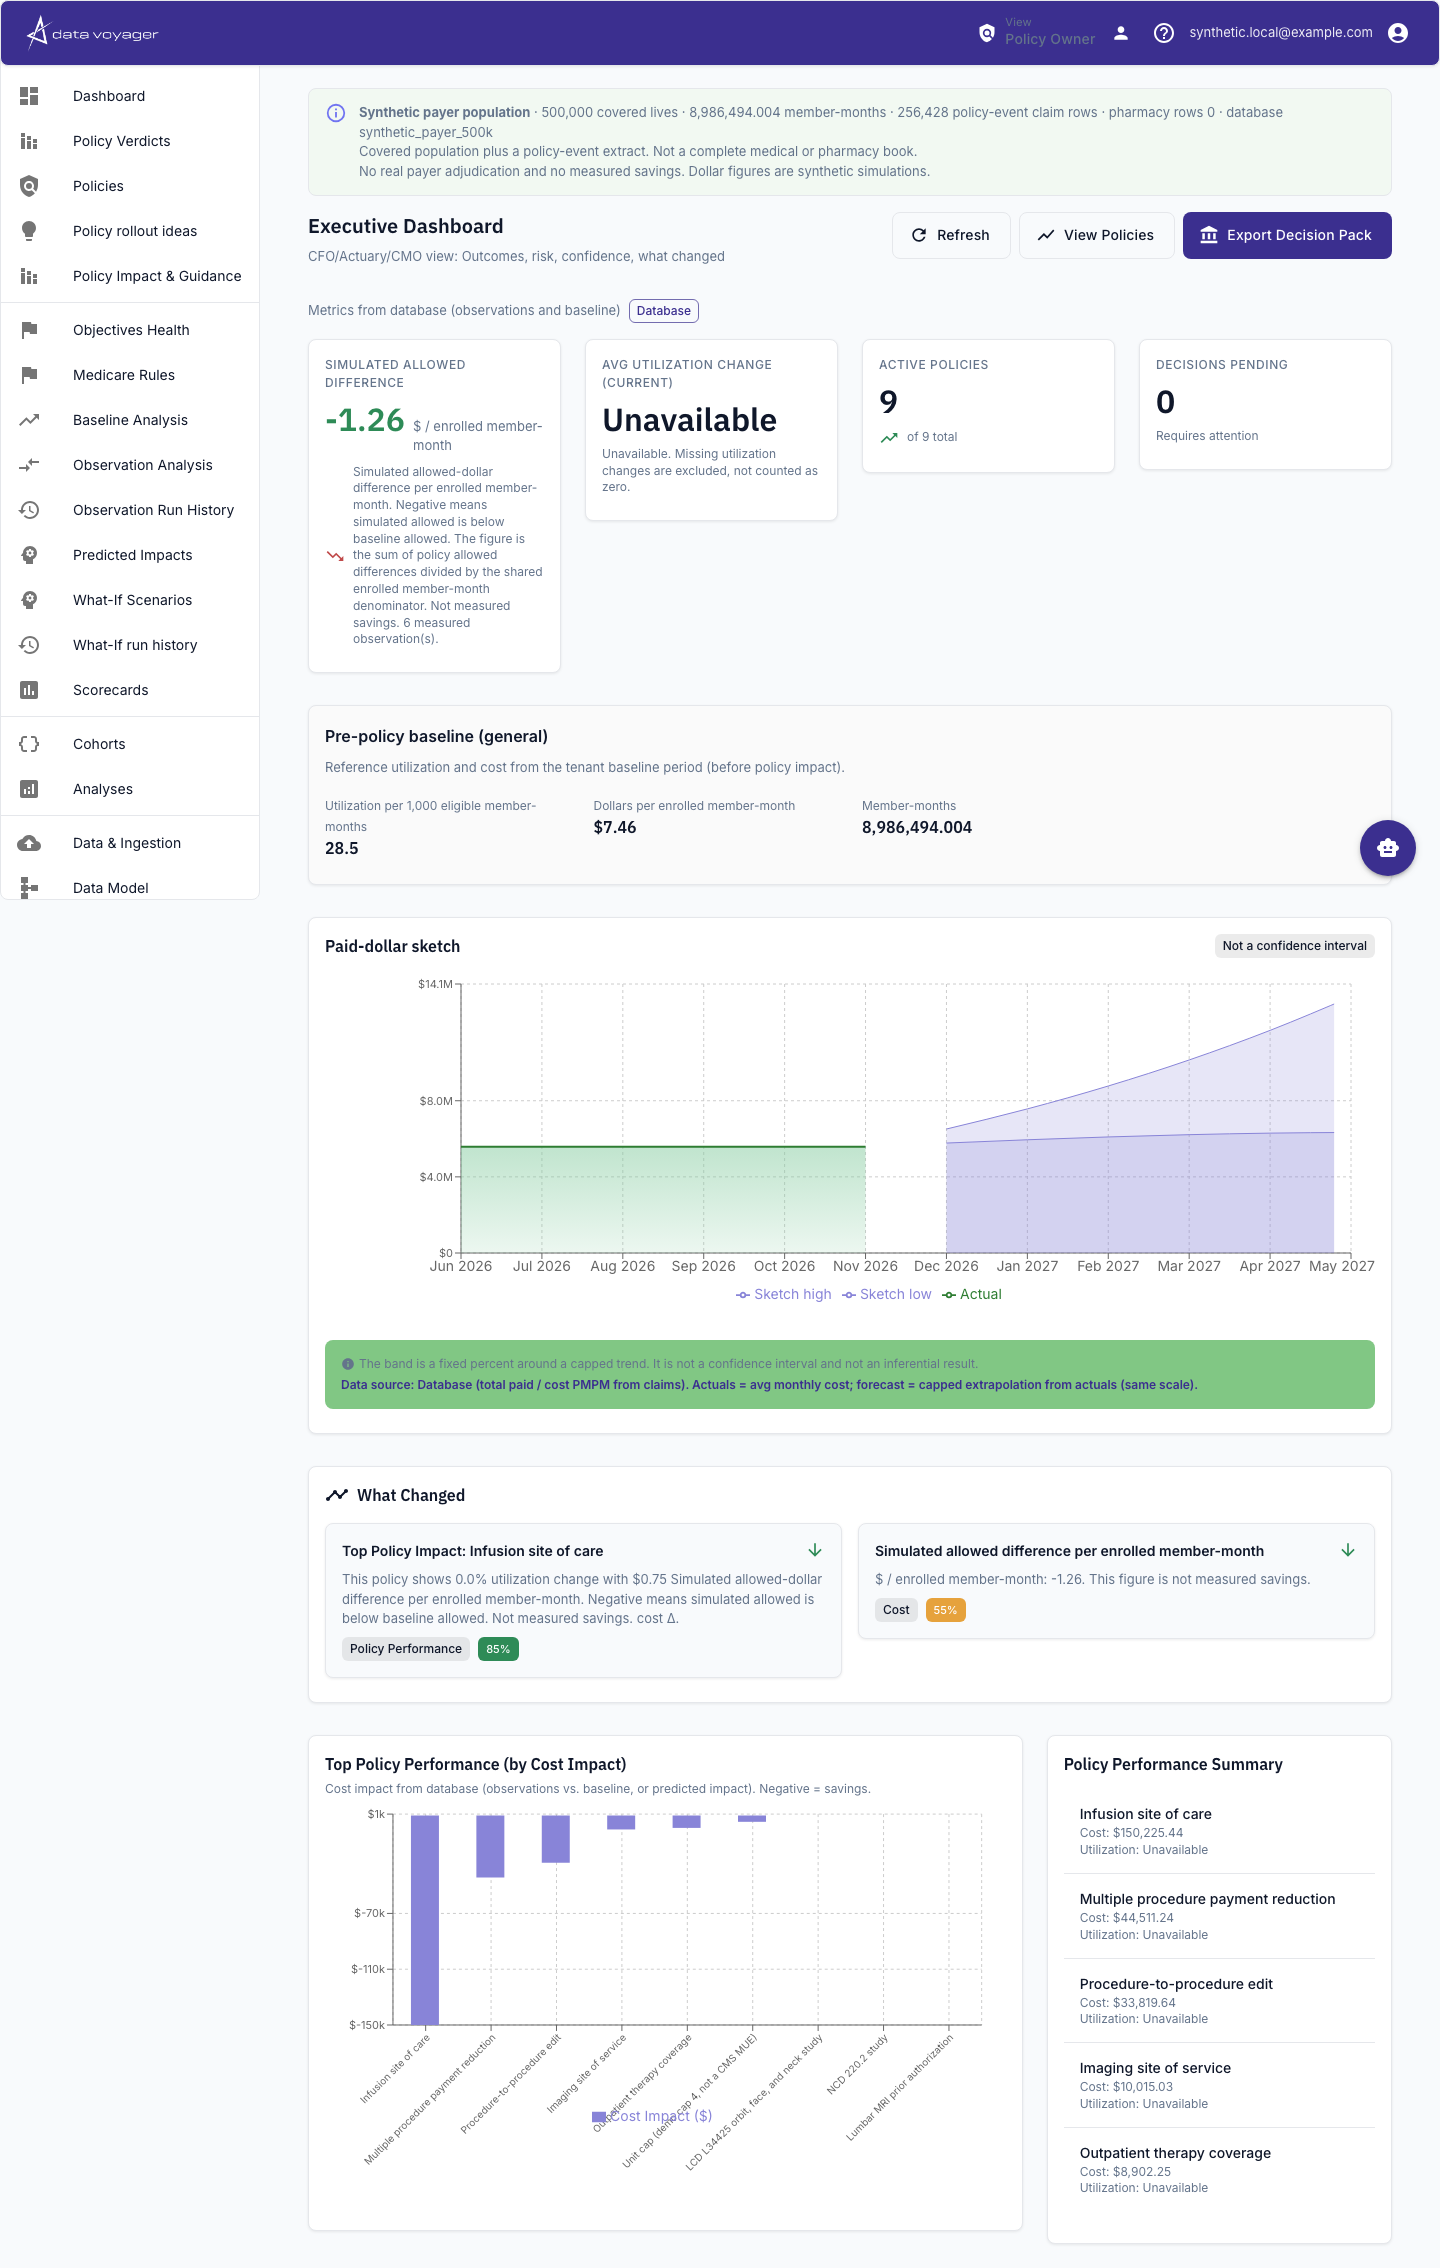 data voyager
View
Policy Owner
synthetic.local@example.com
Dashboard
Policy Verdicts
Policies
Policy rollout ideas
Policy Impact & Guidance
Objectives Health
Medicare Rules
Baseline Analysis
Observation Analysis
Observation Run History
Predicted Impacts
What-If Scenarios
What-If run history
Scorecards
Cohorts
Analyses
Data & Ingestion
Data Model
Synthetic payer population · 500,000 covered lives · 8,986,494.004 member-months · 256,428 policy-event claim rows · pharmacy rows 0 · database
synthetic_payer_500k
Covered population plus a policy-event extract. Not a complete medical or pharmacy book.
No real payer adjudication and no measured savings. Dollar figures are synthetic simulations.
Executive Dashboard
CFO/Actuary/CMO view: Outcomes, risk, confidence, what changed
Refresh
View Policies
Export Decision Pack
Metrics from database (observations and baseline)
Database
SIMULATED ALLOWED
DIFFERENCE
-1.26 $ / enrolled member-
month
Simulated allowed-dollar
difference per enrolled member-
month. Negative means
simulated allowed is below
baseline allowed. The figure is
the sum of policy allowed
differences divided by the shared
enrolled member-month
denominator. Not measured
savings. 6 measured
observation(s).
AVG UTILIZATION CHANGE
(CURRENT)
Unavailable
Unavailable. Missing utilization
changes are excluded, not counted as
zero.
ACTIVE POLICIES
9
of 9 total
DECISIONS PENDING
0
Requires attention
Pre-policy baseline (general)
Reference utilization and cost from the tenant baseline period (before policy impact).
Utilization per 1,000 eligible member-
months
28.5
Dollars per enrolled member-month
$7.46
Member-months
8,986,494.004
Paid-dollar sketch
Not a confidence interval
$14.1M
$8.0M
$4.0M
$0
Jun 2026 Jul 2026 Aug 2026 Sep 2026 Oct 2026 Nov 2026 Dec 2026 Jan 2027 Feb 2027 Mar 2027 Apr 2027 May 2027
Sketch high Sketch low Actual
The band is a fixed percent around a capped trend. It is not a confidence interval and not an inferential result.
Data source: Database (total paid / cost PMPM from claims). Actuals = avg monthly cost; forecast = capped extrapolation from actuals (same scale).
What Changed
Top Policy Impact: Infusion site of care
This policy shows 0.0% utilization change with $0.75 Simulated allowed-dollar
difference per enrolled member-month. Negative means simulated allowed is
below baseline allowed. Not measured savings. cost Δ.
Policy Performance 85%
Simulated allowed difference per enrolled member-month
$ / enrolled member-month: -1.26. This figure is not measured savings.
Cost 55%
Top Policy Performance (by Cost Impact)
Cost impact from database (observations vs. baseline, or predicted impact). Negative = savings.
$1k
$-70k
$-110k
$-150k
Infusion site of care
Multiple procedure payment reduction
Procedure-to-procedure edit
Imaging site of service
Outpatient therapy coverage
Unit cap (demo cap 4, not a CMS MUE)
LCD L34425 orbit, face, and neck study
NCD 220.2 study
Lumbar MRI prior authorization
Cost Impact ($)
Policy Performance Summary
Infusion site of care
Cost: $150,225.44
Utilization: Unavailable
Multiple procedure payment reduction
Cost: $44,511.24
Utilization: Unavailable
Procedure-to-procedure edit
Cost: $33,819.64
Utilization: Unavailable
Imaging site of service
Cost: $10,015.03
Utilization: Unavailable
Outpatient therapy coverage
Cost: $8,902.25
Utilization: Unavailable